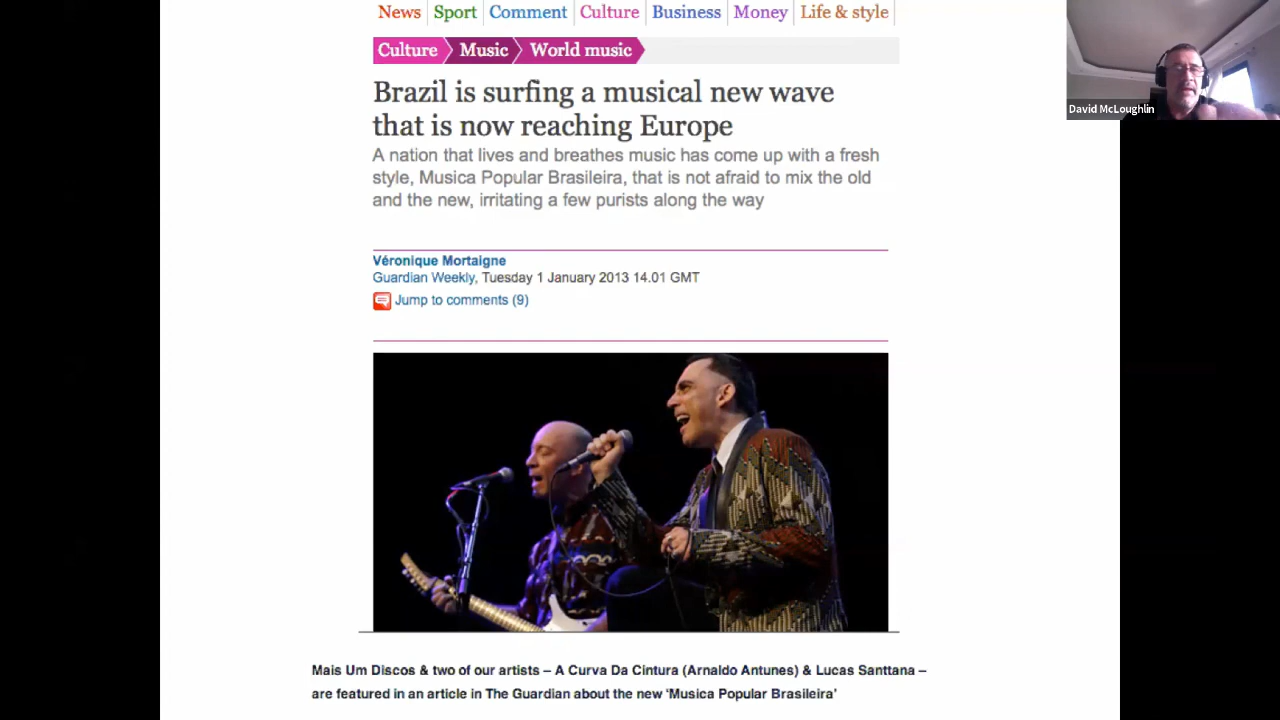 News Sport Comment Culture Business Money Life & style
Culture Music World music
Brazil is surfing a musical new wave
that is now reaching Europe
A nation that lives and breathes music has come up with a fresh
style, Musica Popular Brasileira, that is not afraid to mix the old
and the new, irritating a few purists along the way
Véronique Mortaigne
Guardian Weekly, Tuesday 1 January 2013 14.01 GMT
Jump to comments (9)
Mais Um Discos & two of our artists – A Curva Da Cintura (Arnaldo Antunes) & Lucas Santtana –
are featured in an article in The Guardian about the new ‘Musica Popular Brasileira’
David McLoughlin